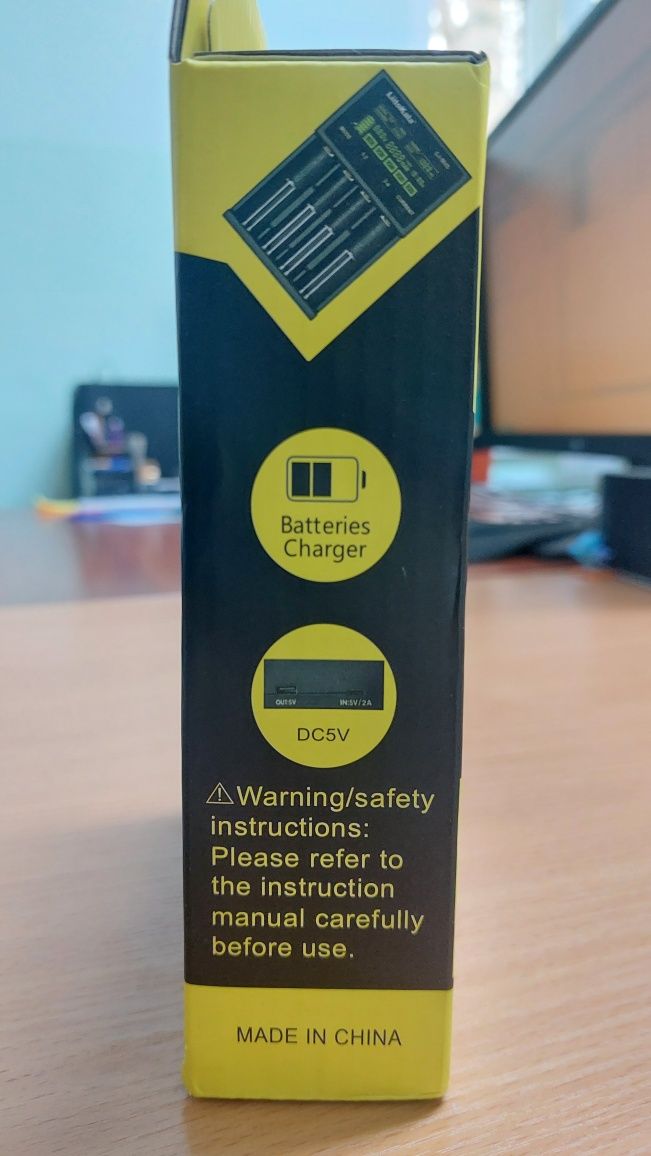 LiitoKala
Batteries
Charger
OUT:5V IN:5V/2A
DC5V
⚠Warning/safety
instructions:
Please refer to
the instruction
manual carefully
before use.
MADE IN CHINA